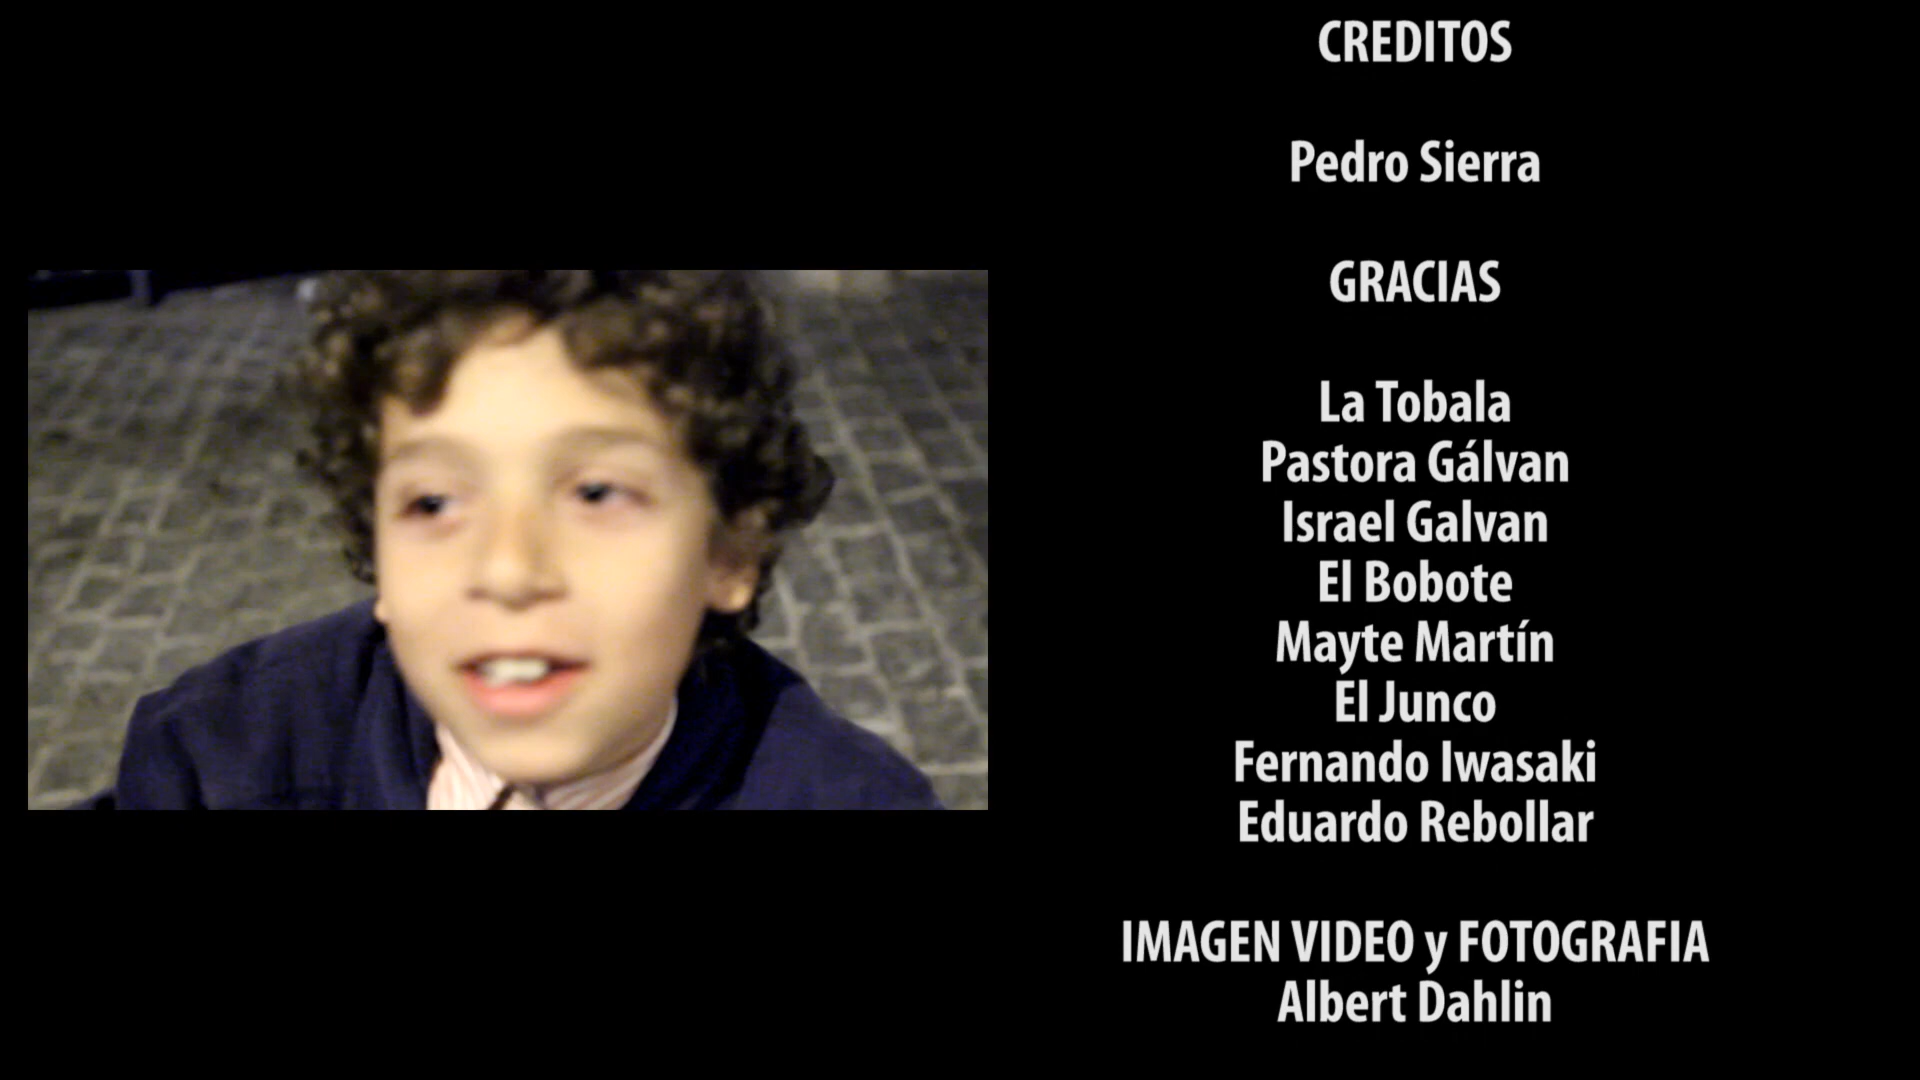 CREDITOS
Pedro Sierra
GRACIAS
La Tobala
Pastora Gálvan
Israel Galvan
El Bobote
Mayte Martín
El Junco
Fernando Iwasaki
Eduardo Rebollar
IMAGEN VIDEO y FOTOGRAFIA
Albert Dahlin